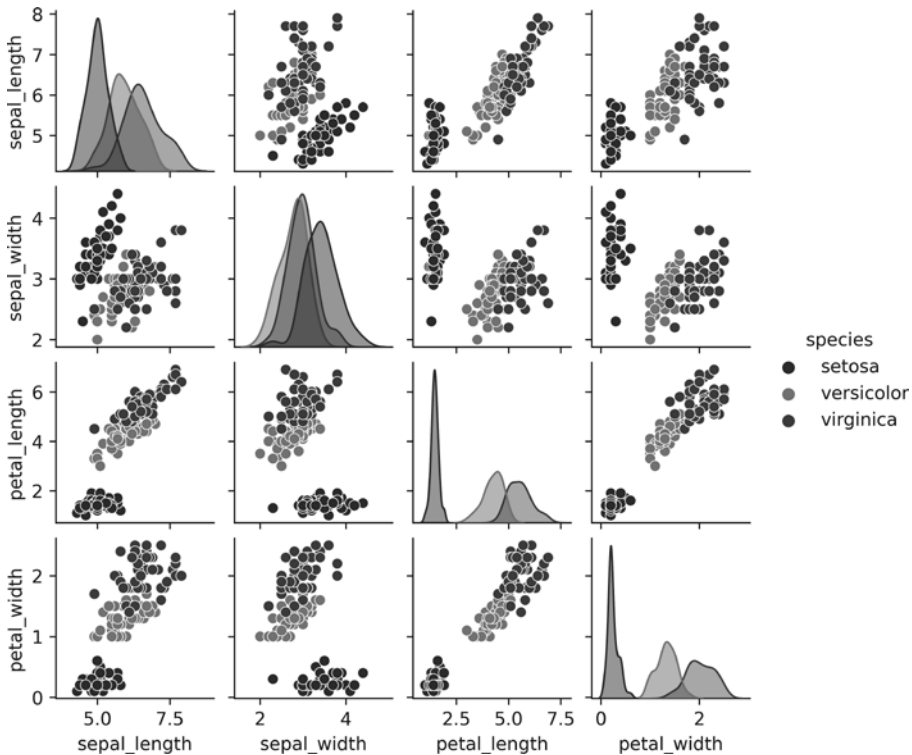 sepal_length
8
7
6
5
sepal_width
4
3
2
species
setosa
versicolor
virginica
petal_length
6
4
2
petal_width
2
1
0
5.0 7.5
2 4
2.5 5.0 7.5
0 2
sepal_length
sepal_width
petal_length
petal_width